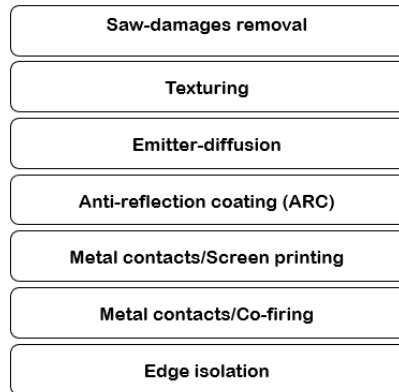 Saw-damages removal
Texturing
Emitter-diffusion
Anti-reflection coating (ARC)
Metal contacts/Screen printing
Metal contacts/Co-firing
Edge isolation